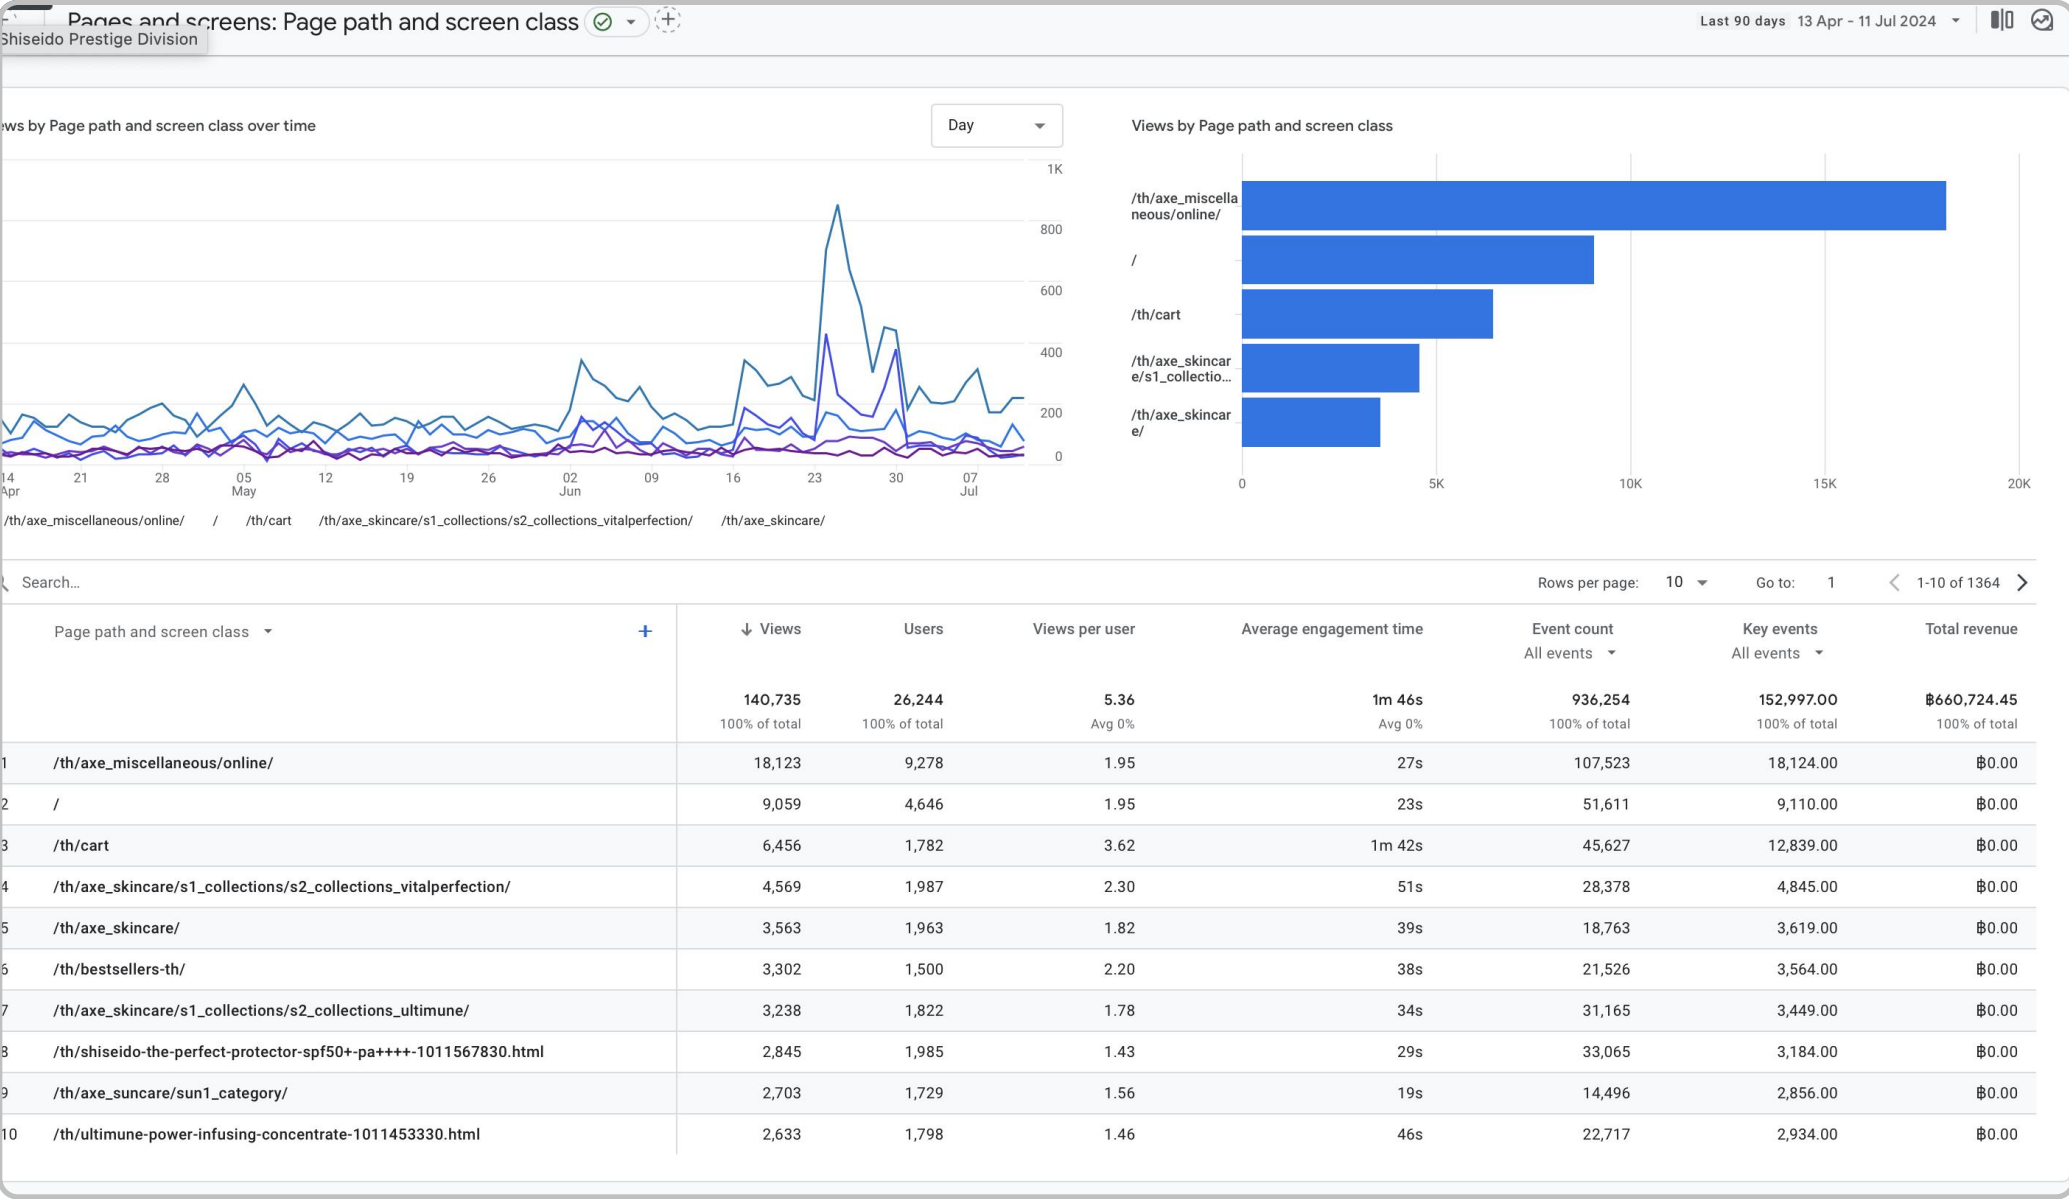 Pages and screens: Page path and screen class
Last 90 days 13 Apr - 11 Jul 2024
Shiseido Prestige Division
ews by Page path and screen class over time
Day
1K
800
600
400
200
0
14 21 28 05 12 19 26 02 09 16 23 30 07
Apr May Jun Jul
/th/axe_miscellaneous/online/ / /th/cart /th/axe_skincare/s1_collections/s2_collections_vitalperfection/ /th/axe_skincare/
Views by Page path and screen class
/th/axe_miscella
neous/online/
/
/th/cart
/th/axe_skincar
e/s1_collectio...
/th/axe_skincar
e/
0 5K 10K 15K 20K
Search...
Rows per page: 10 Go to: 1 1-10 of 1364
Page path and screen class + Views Users Views per user Average engagement time Event count Key events Total revenue
All events All events
140,735 26,244 5.36 1m 46s 936,254 152,997.00 ฿660,724.45
100% of total 100% of total Avg 0% Avg 0% 100% of total 100% of total 100% of total
1 /th/axe_miscellaneous/online/ 18,123 9,278 1.95 27s 107,523 18,124.00 ฿0.00
2 / 9,059 4,646 1.95 23s 51,611 9,110.00 ฿0.00
3 /th/cart 6,456 1,782 3.62 1m 42s 45,627 12,839.00 ฿0.00
4 /th/axe_skincare/s1_collections/s2_collections_vitalperfection/ 4,569 1,987 2.30 51s 28,378 4,845.00 ฿0.00
5 /th/axe_skincare/ 3,563 1,963 1.82 39s 18,763 3,619.00 ฿0.00
6 /th/bestsellers-th/ 3,302 1,500 2.20 38s 21,526 3,564.00 ฿0.00
7 /th/axe_skincare/s1_collections/s2_collections_ultimune/ 3,238 1,822 1.78 34s 31,165 3,449.00 ฿0.00
8 /th/shiseido-the-perfect-protector-spf50+-pa++++-1011567830.html 2,845 1,985 1.43 29s 33,065 3,184.00 ฿0.00
9 /th/axe_suncare/sun1_category/ 2,703 1,729 1.56 19s 14,496 2,856.00 ฿0.00
10 /th/ultimune-power-infusing-concentrate-1011453330.html 2,633 1,798 1.46 46s 22,717 2,934.00 ฿0.00